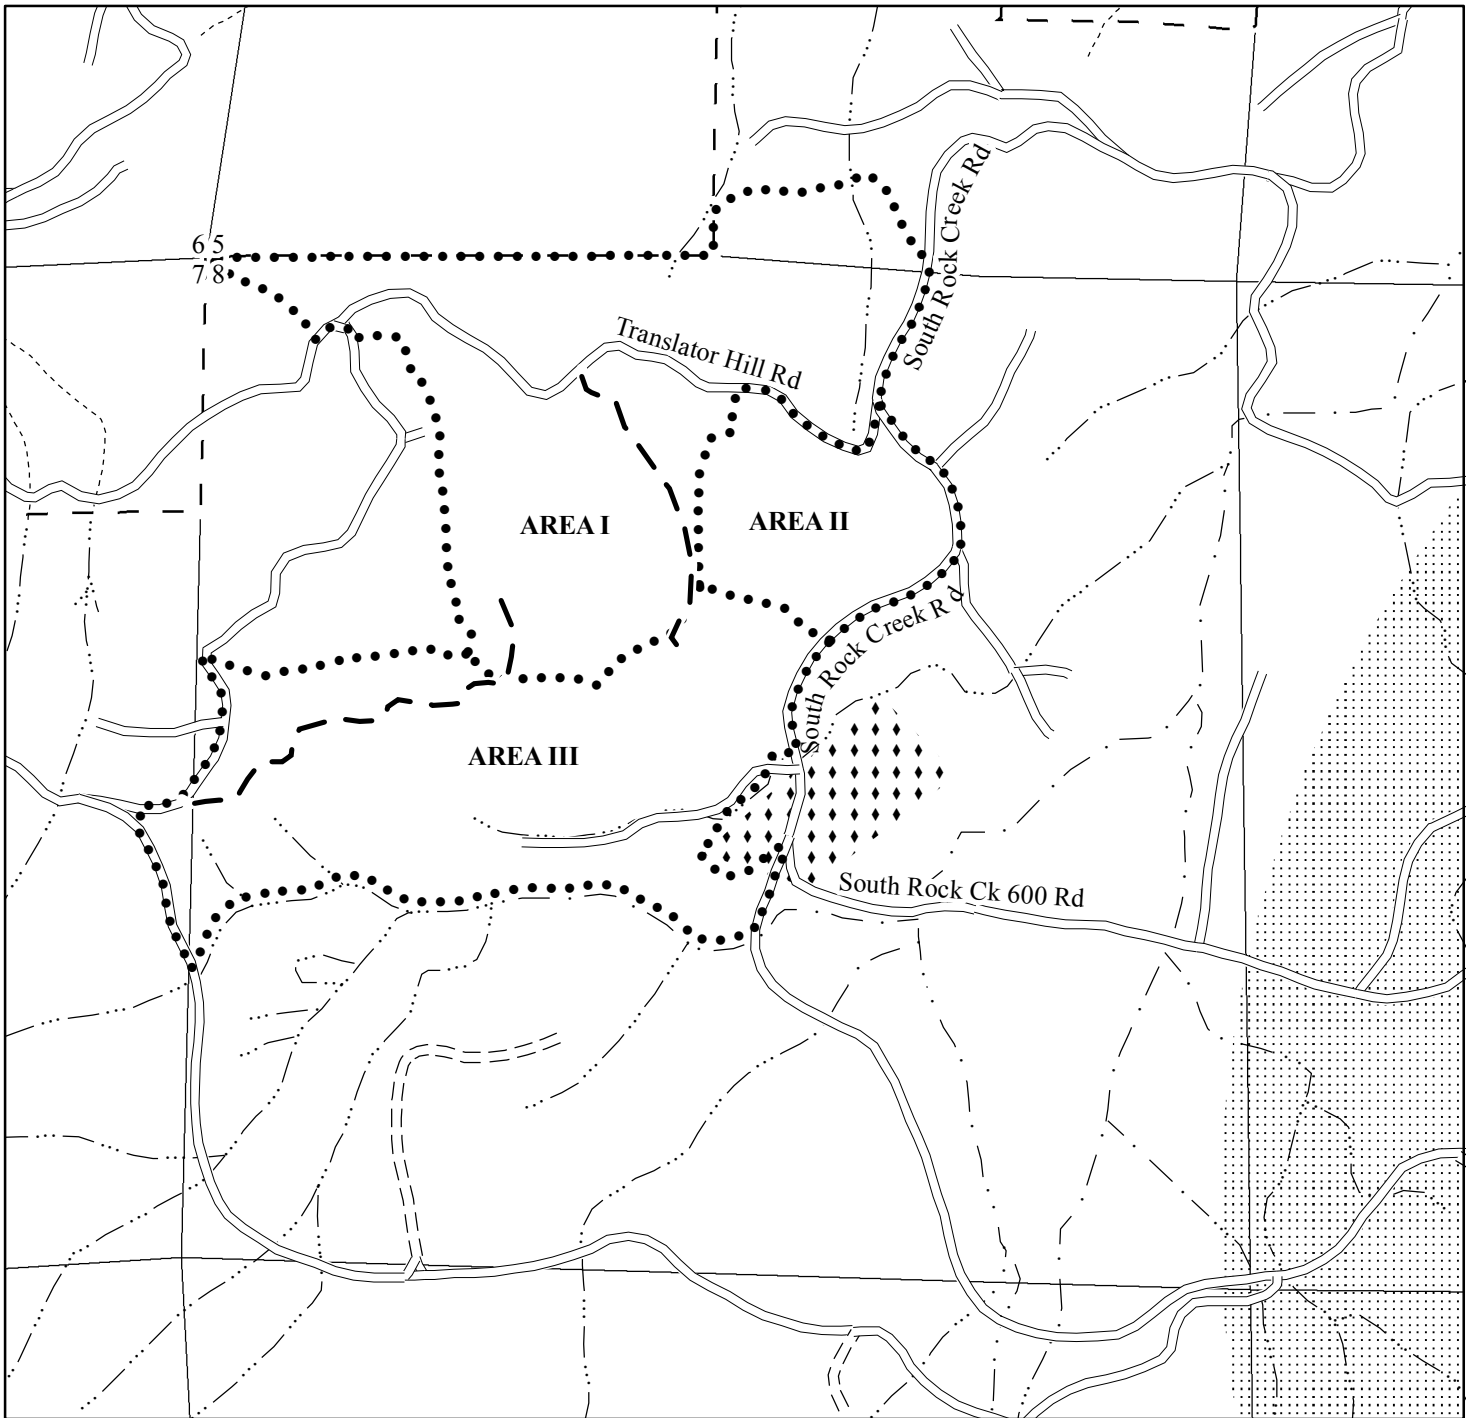 6 5
7 8
South Rock Creek Rd
Translator Hill Rd
AREA I
AREA II
South Rock Creek R d
AREA III
South Rock Ck 600 Rd